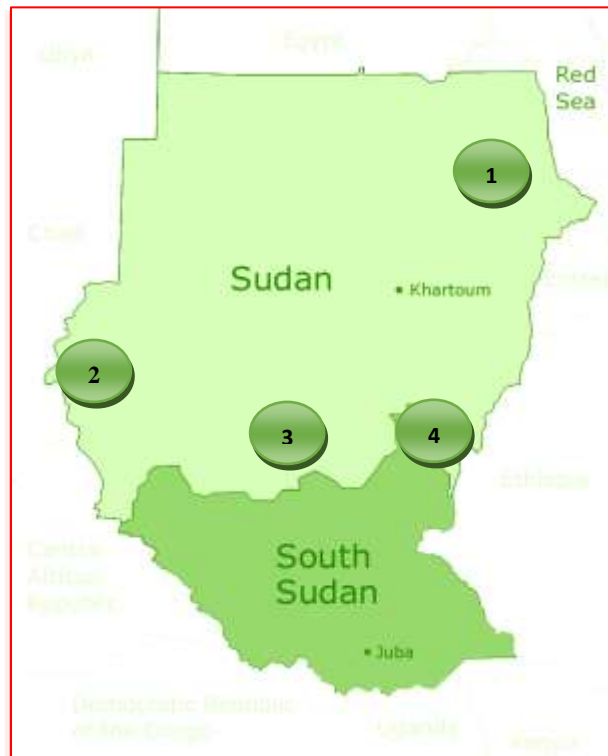 Libya
Egypt
Red
Sea
1
Chad
Sudan
Khartoum
2
3
4
Ethiopia
Central
African
Republic
South
Sudan
Juba
Democratic Republic
of the Congo
Uganda
Kenya